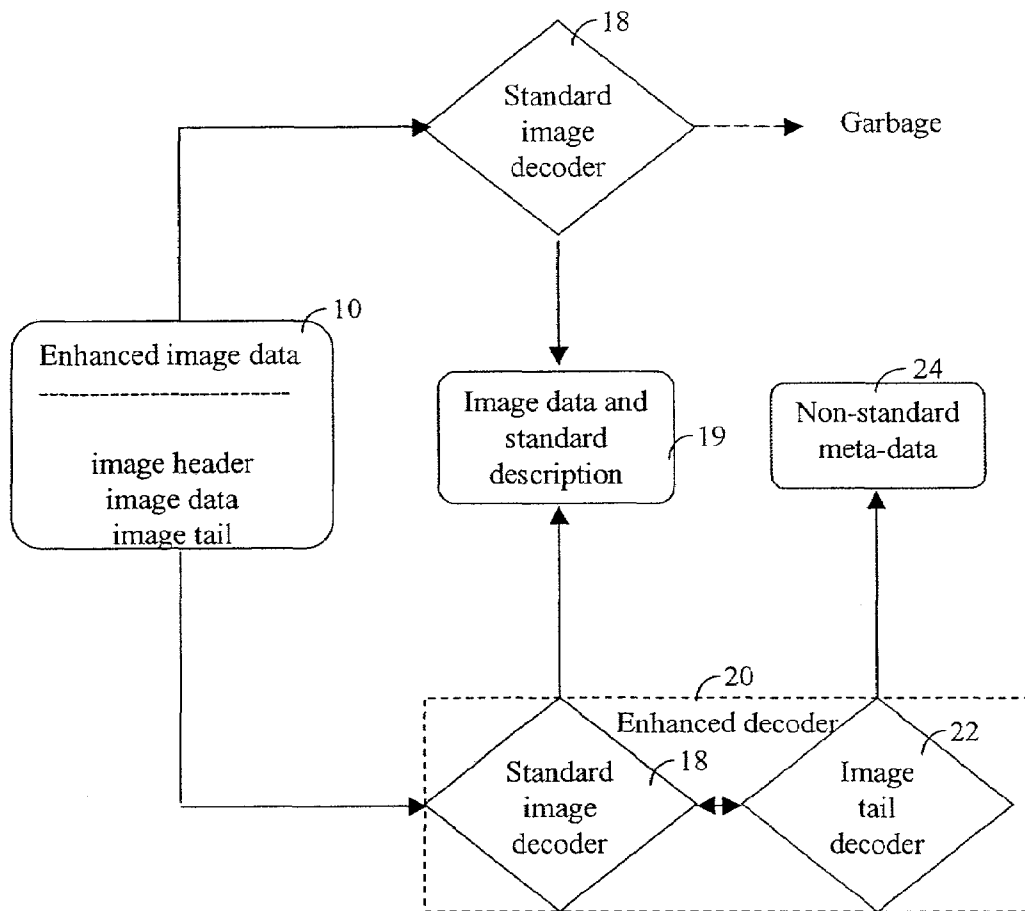 18
Standard
image
decoder
Garbage
10
Enhanced image data
image header
image data
image tail
Image data and
standard
description
19
24
Non-standard
meta-data
20
Enhanced decoder
18
Standard
image
decoder
22
Image
tail
decoder